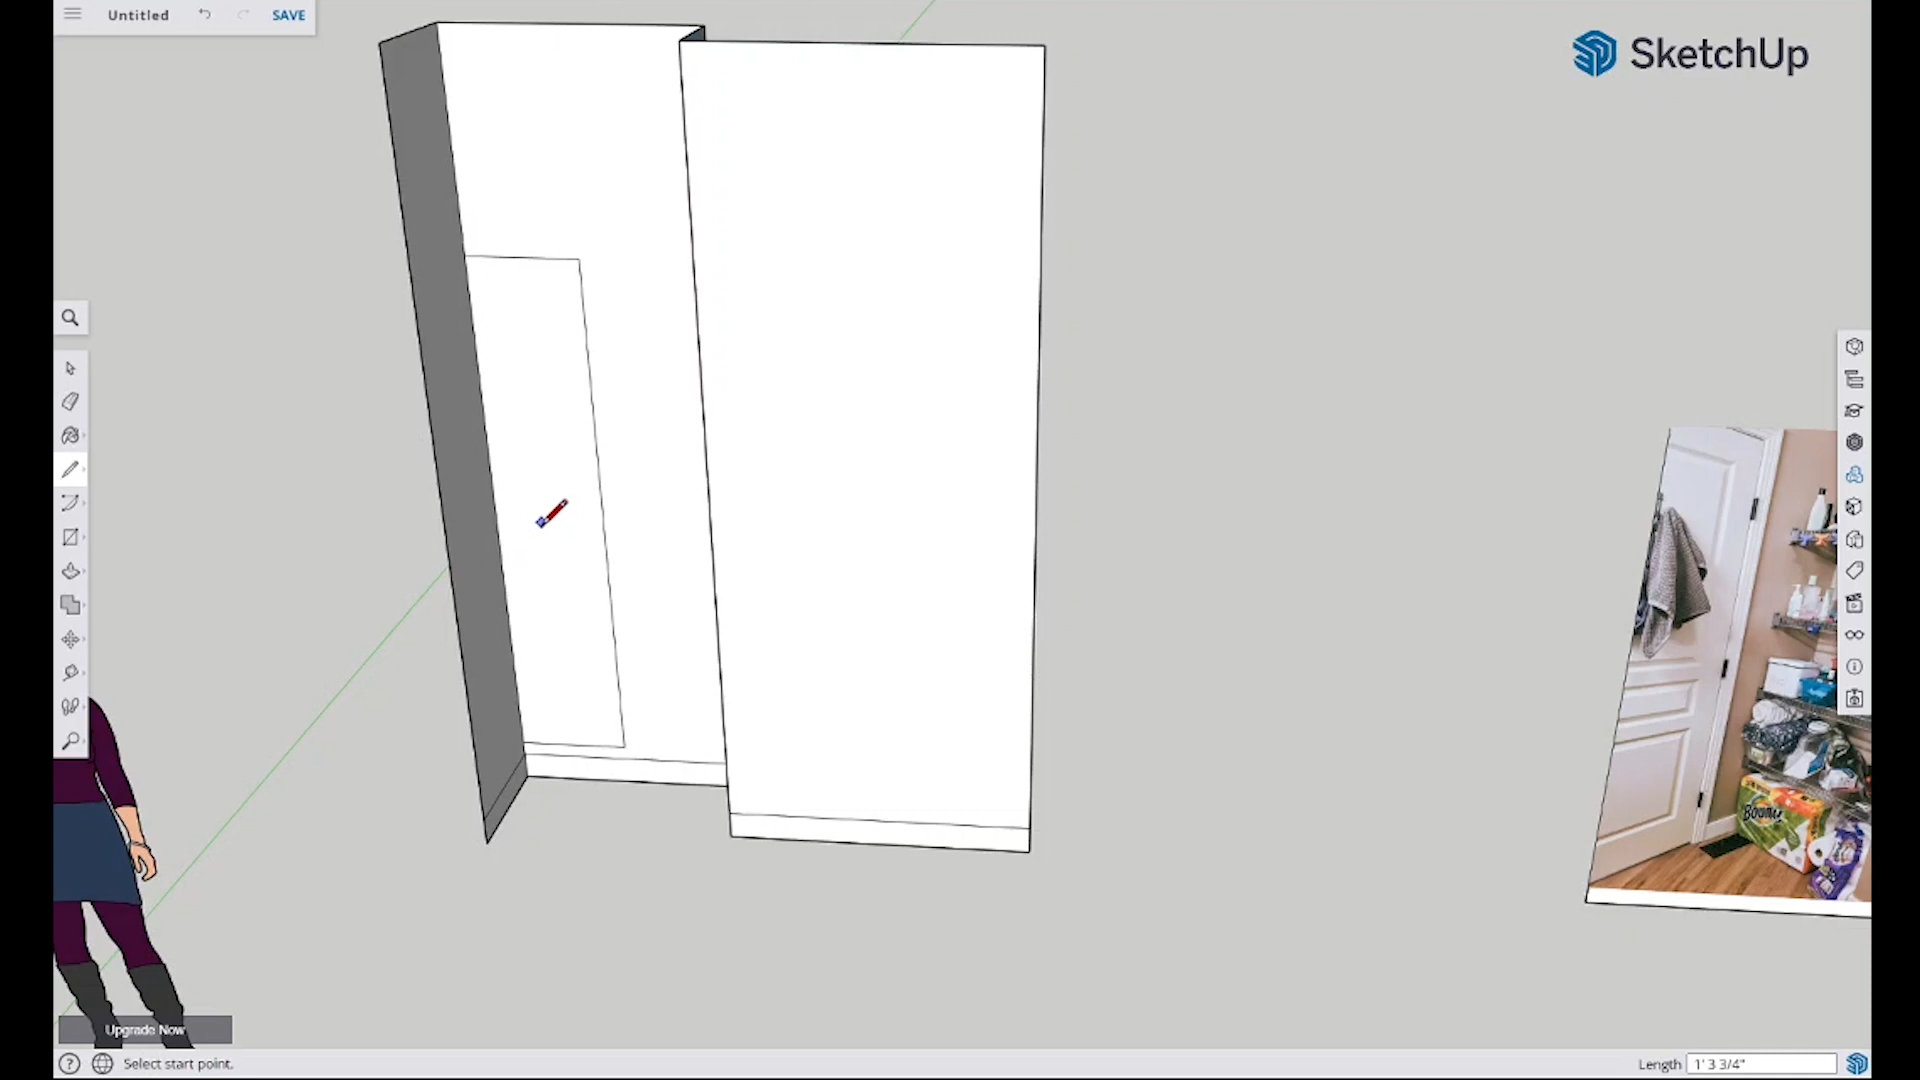 Untitled SAVE
SketchUp
BOUNTY
Upgrade Now
Select start point.
Length 1' 3 3/4"